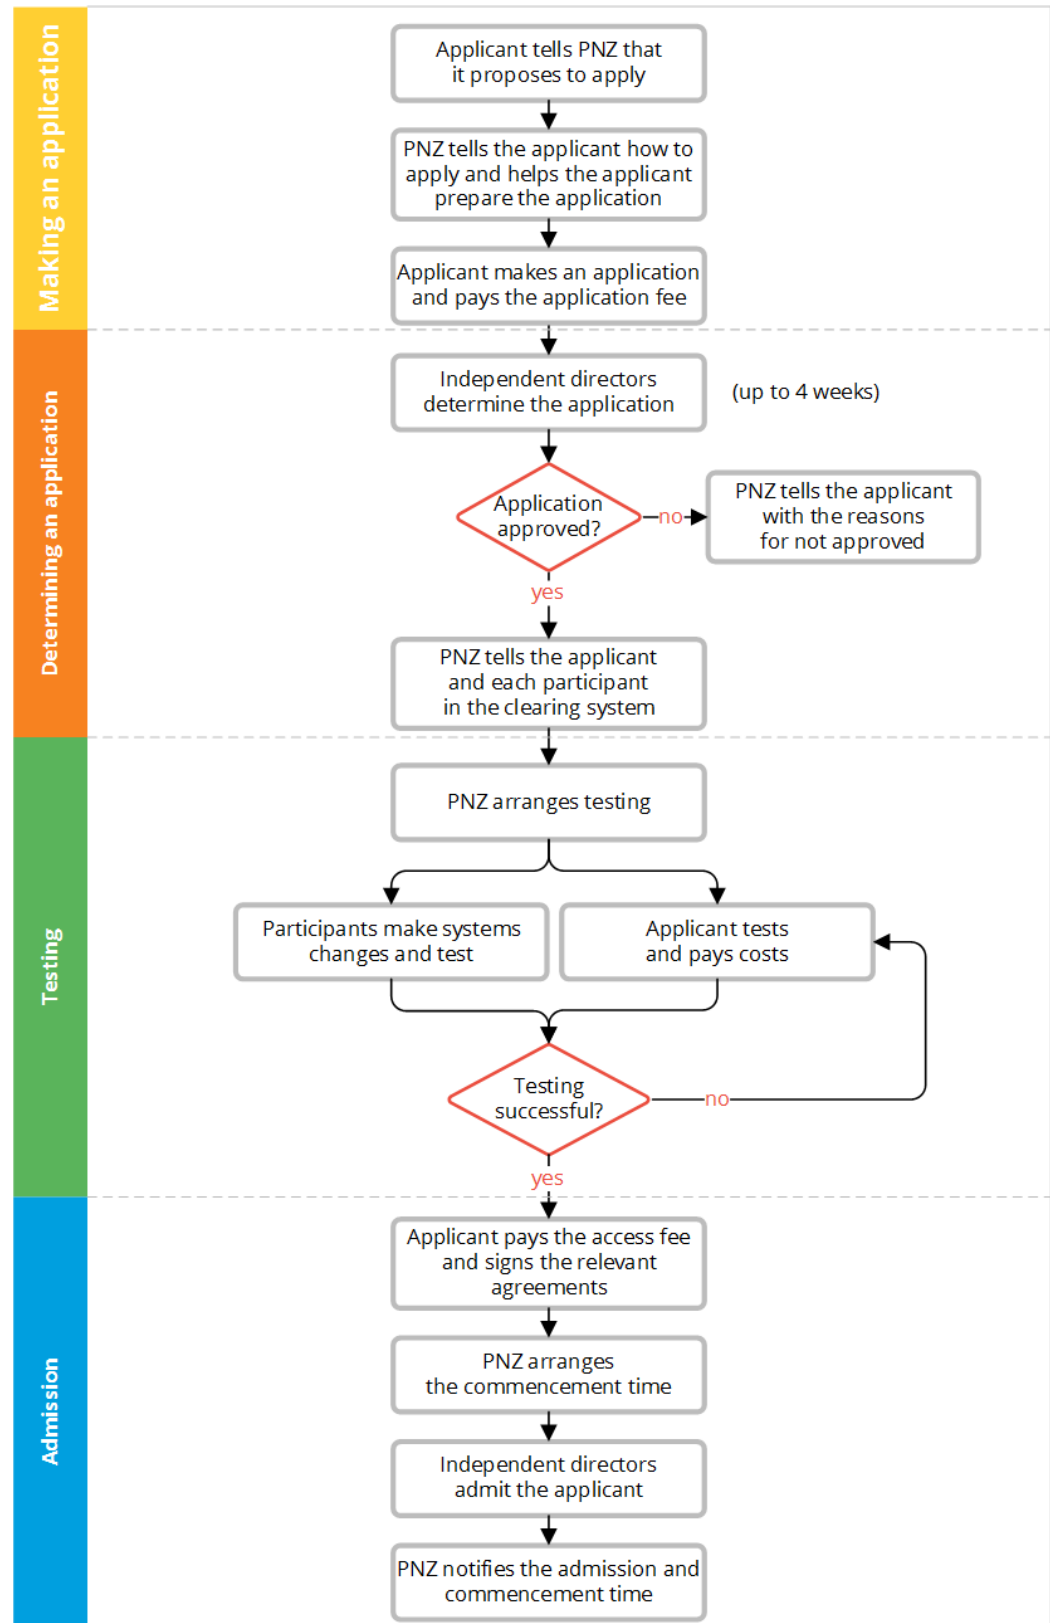 Making an application
Applicant tells PNZ that
it proposes to apply
PNZ tells the applicant how to
apply and helps the applicant
prepare the application
Applicant makes an application
and pays the application fee
Determining an application
Independent directors
determine the application
(up to 4 weeks)
Application
approved?
no
PNZ tells the applicant
with the reasons
for not approved
yes
PNZ tells the applicant
and each participant
in the clearing system
Testing
PNZ arranges testing
Participants make systems
changes and test
Applicant tests
and pays costs
Testing
successful?
no
yes
Admission
Applicant pays the access fee
and signs the relevant
agreements
PNZ arranges
the commencement time
Independent directors
admit the applicant
PNZ notifies the admission and
commencement time